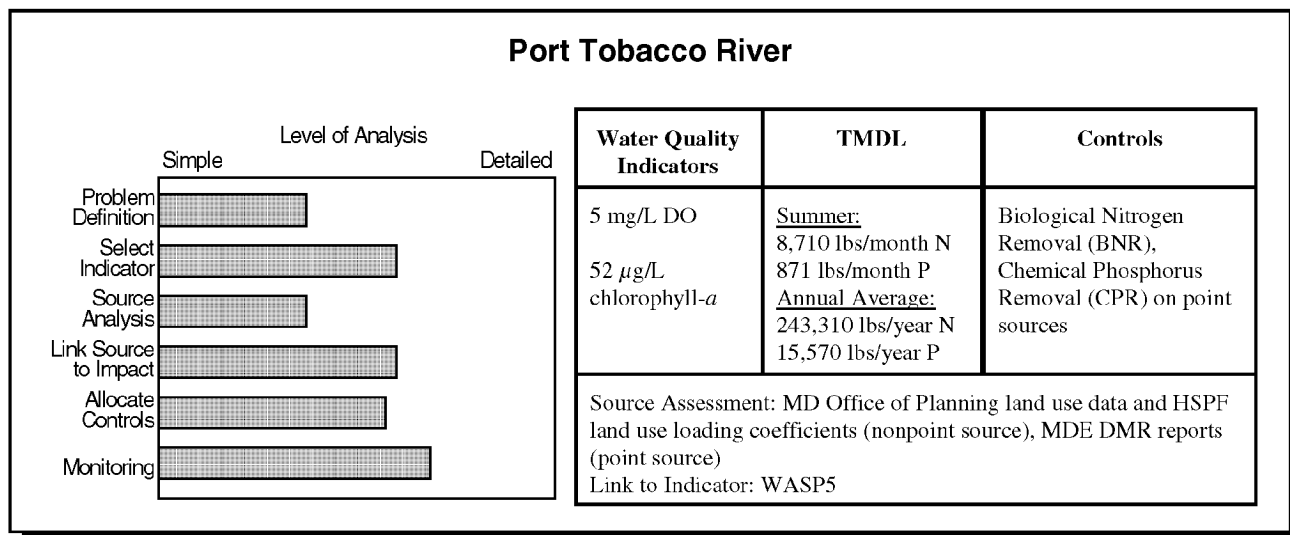 Port Tobacco River
Level of Analysis
Simple
Detailed
Problem
Definition
Select
Indicator
Source
Analysis
Link Source
to Impact
Allocate
Controls
Monitoring
Water Quality
Indicators
TMDL
Controls
5 mg/L DO
52 µg/L
chlorophyll-a
Summer:
8,710 lbs/month N
871 lbs/month P
Annual Average:
243,310 lbs/year N
15,570 lbs/year P
Biological Nitrogen
Removal (BNR),
Chemical Phosphorus
Removal (CPR) on point
sources
Source Assessment: MD Office of Planning land use data and HSPF
land use loading coefficients (nonpoint source), MDE DMR reports
(point source)
Link to Indicator: WASP5